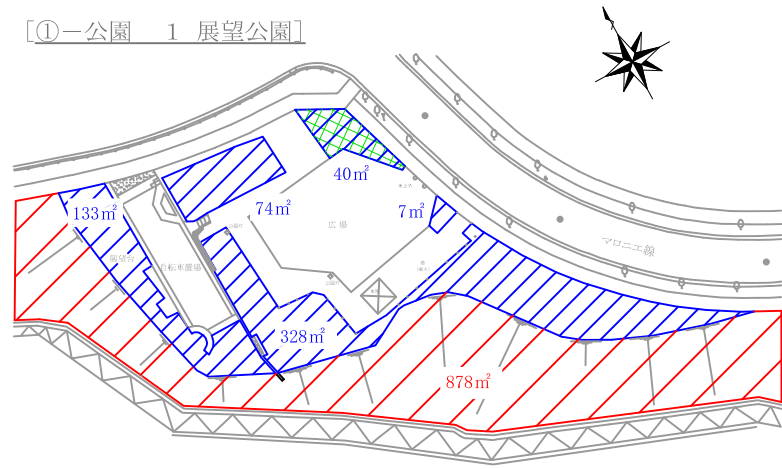 [①－公園　1 展望公園]
40㎡
133㎡
74㎡
7㎡
広場
マロニエ線
展望台
自転車置場
328㎡
878㎡